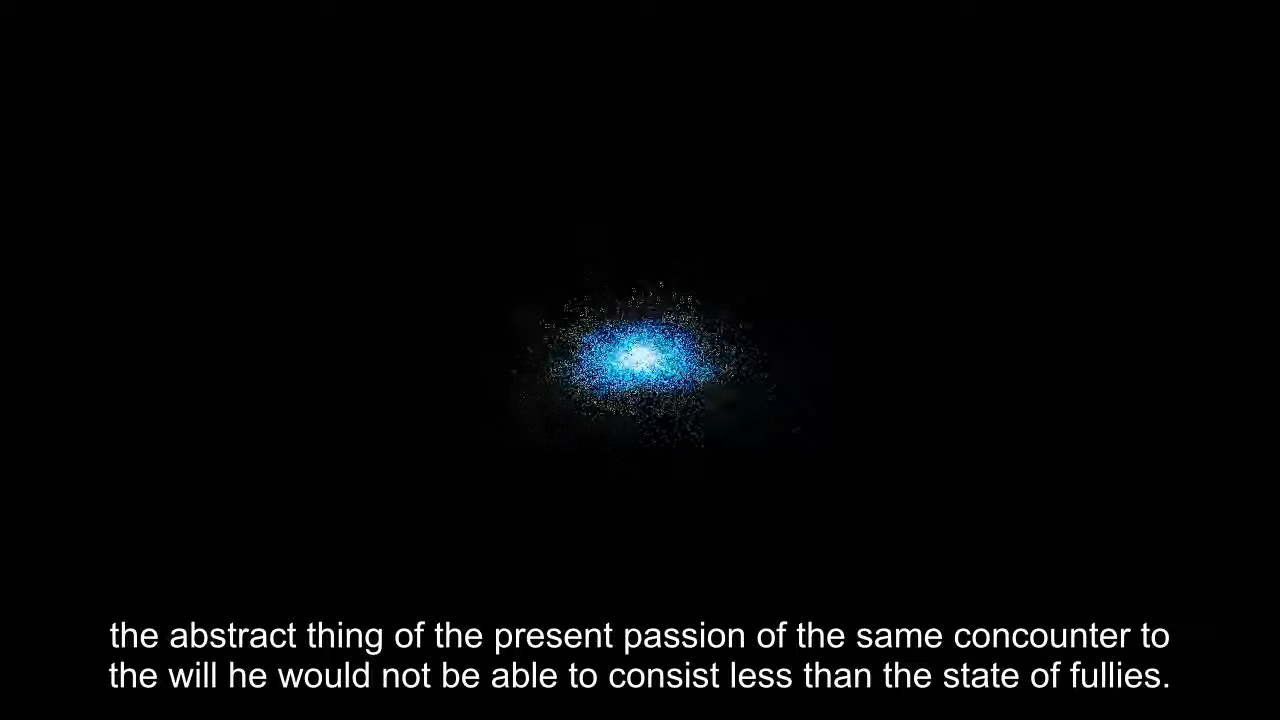 the abstract thing of the present passion of the same concounter to
the will he would not be able to consist less than the state of fullies.